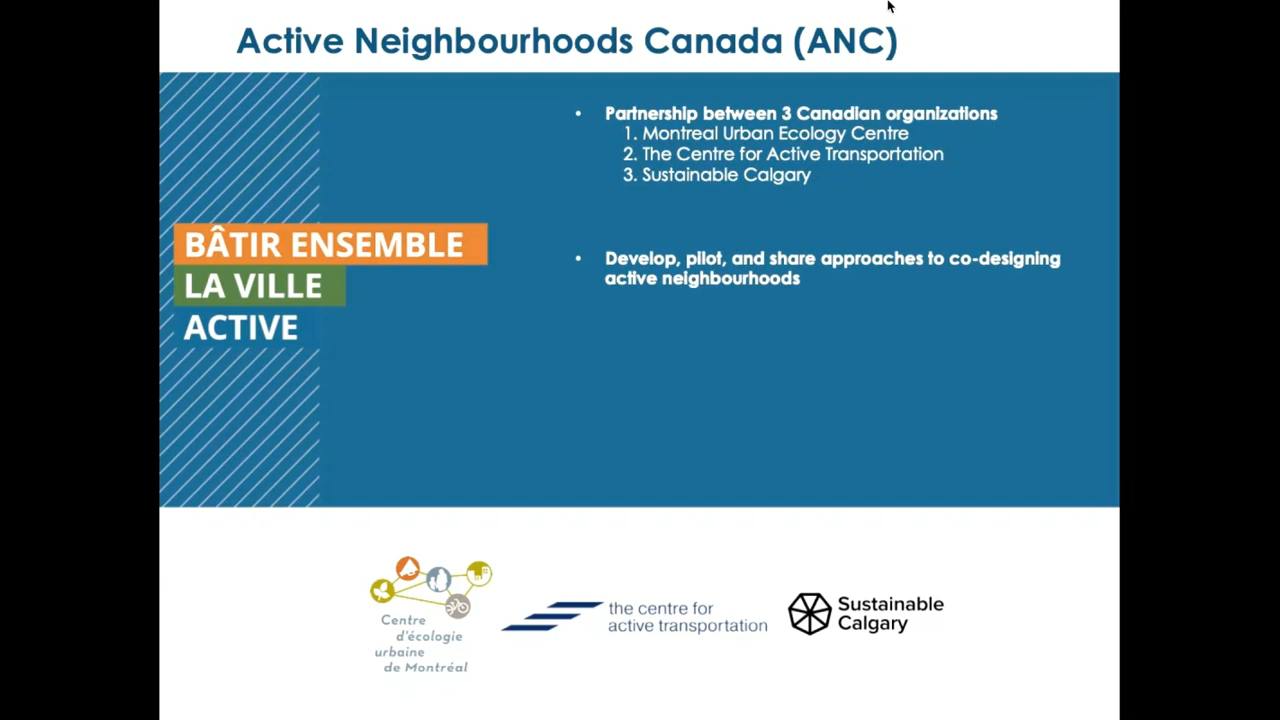 Active Neighbourhoods Canada (ANC)
BÂTIR ENSEMBLE
LA VILLE
ACTIVE
• Partnership between 3 Canadian organizations
1. Montreal Urban Ecology Centre
2. The Centre for Active Transportation
3. Sustainable Calgary
• Develop, pilot, and share approaches to co-designing
active neighbourhoods
Centre
d'écologie
urbaine
de Montréal
the centre for
active transportation
Sustainable
Calgary